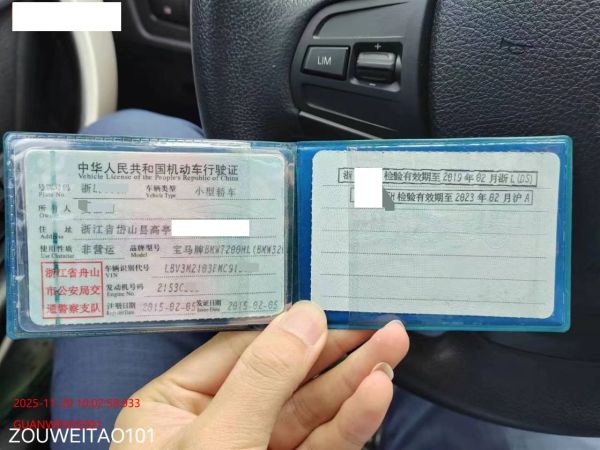 LIM
中华人民共和国机动车行驶证
Vehicle License of the People's Republic of China
号牌号码 浙L 车辆类型 小型轿车
Plate No. Vehicle Type
所有人
住址 浙江省岱山县高亭
Address
使用性质 非营运 品牌型号 宝马牌BMW7200HL(BMW32
Model
浙江省舟山
市公安局交
通警察支队
车辆识别代号
VIN
发动机号码 2153C
Engine No.
注册日期 2015-02-05 发证日期 2015-02-05
Register Date Issue Date
浙 检验有效期至2019年02月浙L(DS)
检验有效期至2023年02月沪A
2025-11-29 10:02:58.933
ZOUWEITAO101